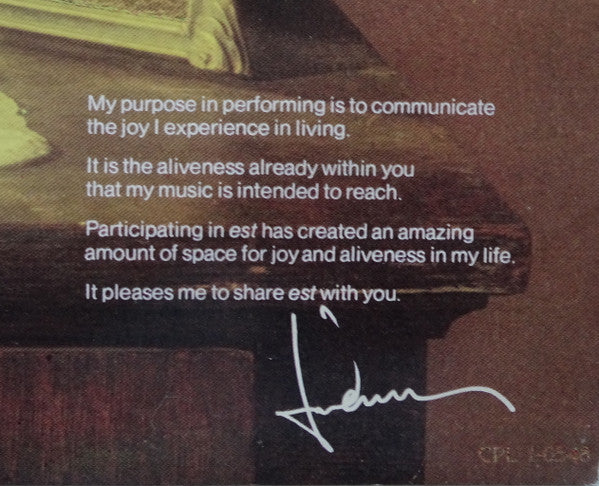 My purpose in performing is to communicate
the joy I experience in living.
It is the aliveness already within you
that my music is intended to reach.
Participating in est has created an amazing
amount of space for joy and aliveness in my life.
It pleases me to share est with you.